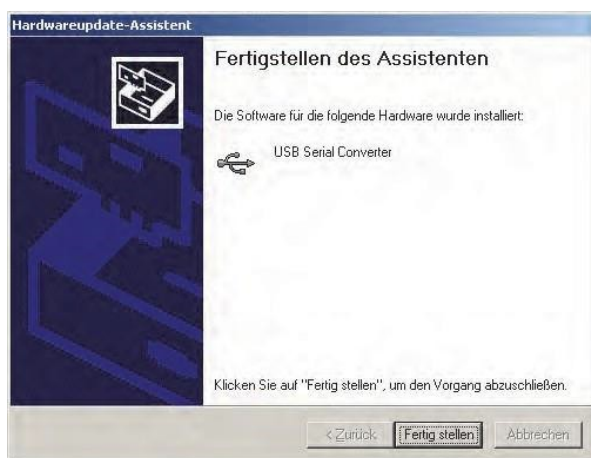 Hardwareupdate-Assistent
Fertigstellen des Assistenten
Die Software für die folgende Hardware wurde installiert:
USB Serial Converter
Klicken Sie auf "Fertig stellen", um den Vorgang abzuschließen.
< Zurück
Fertig stellen
Abbrechen